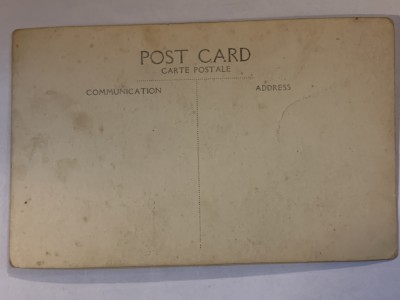 POST CARD
CARTE POSTALE
COMMUNICATION
ADDRESS